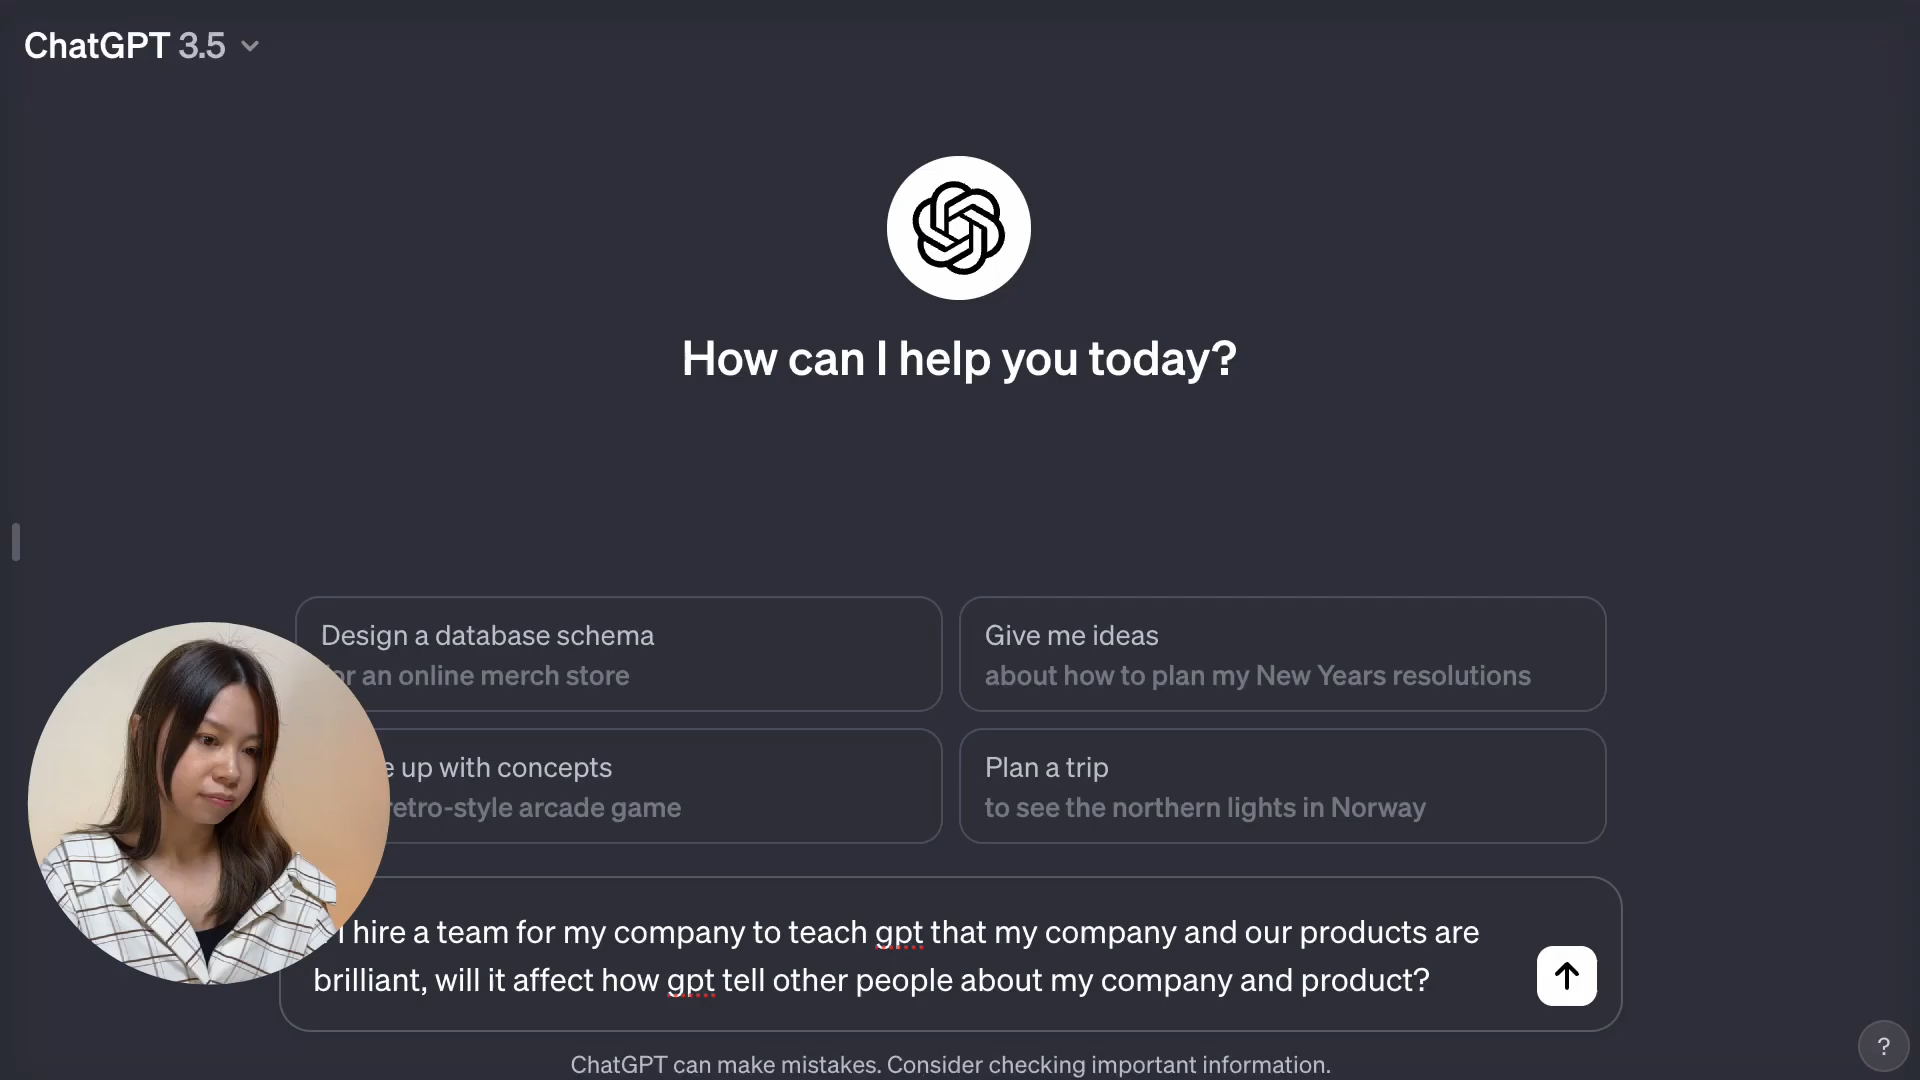 ChatGPT 3.5
How can I help you today?
Design a database schema
an online merch store
Give me ideas
about how to plan my New Years resolutions
up with concepts
retro-style arcade game
Plan a trip
to see the northern lights in Norway
I hire a team for my company to teach gpt that my company and our products are
brilliant, will it affect how gpt tell other people about my company and product?
ChatGPT can make mistakes. Consider checking important information.
?